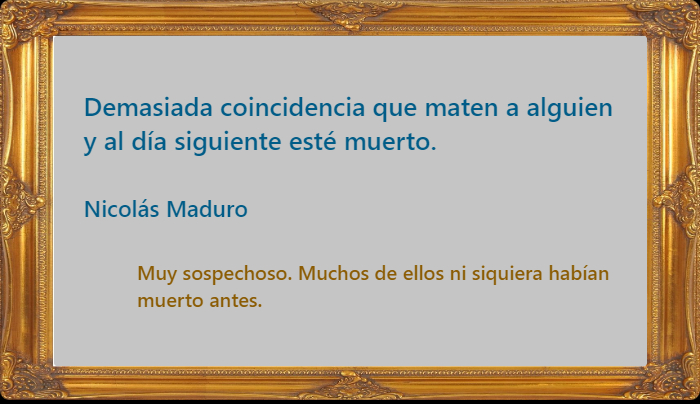 Demasiada coincidencia que maten a alguien
y al día siguiente esté muerto.
Nicolás Maduro
Muy sospechoso. Muchos de ellos ni siquiera habían
muerto antes.